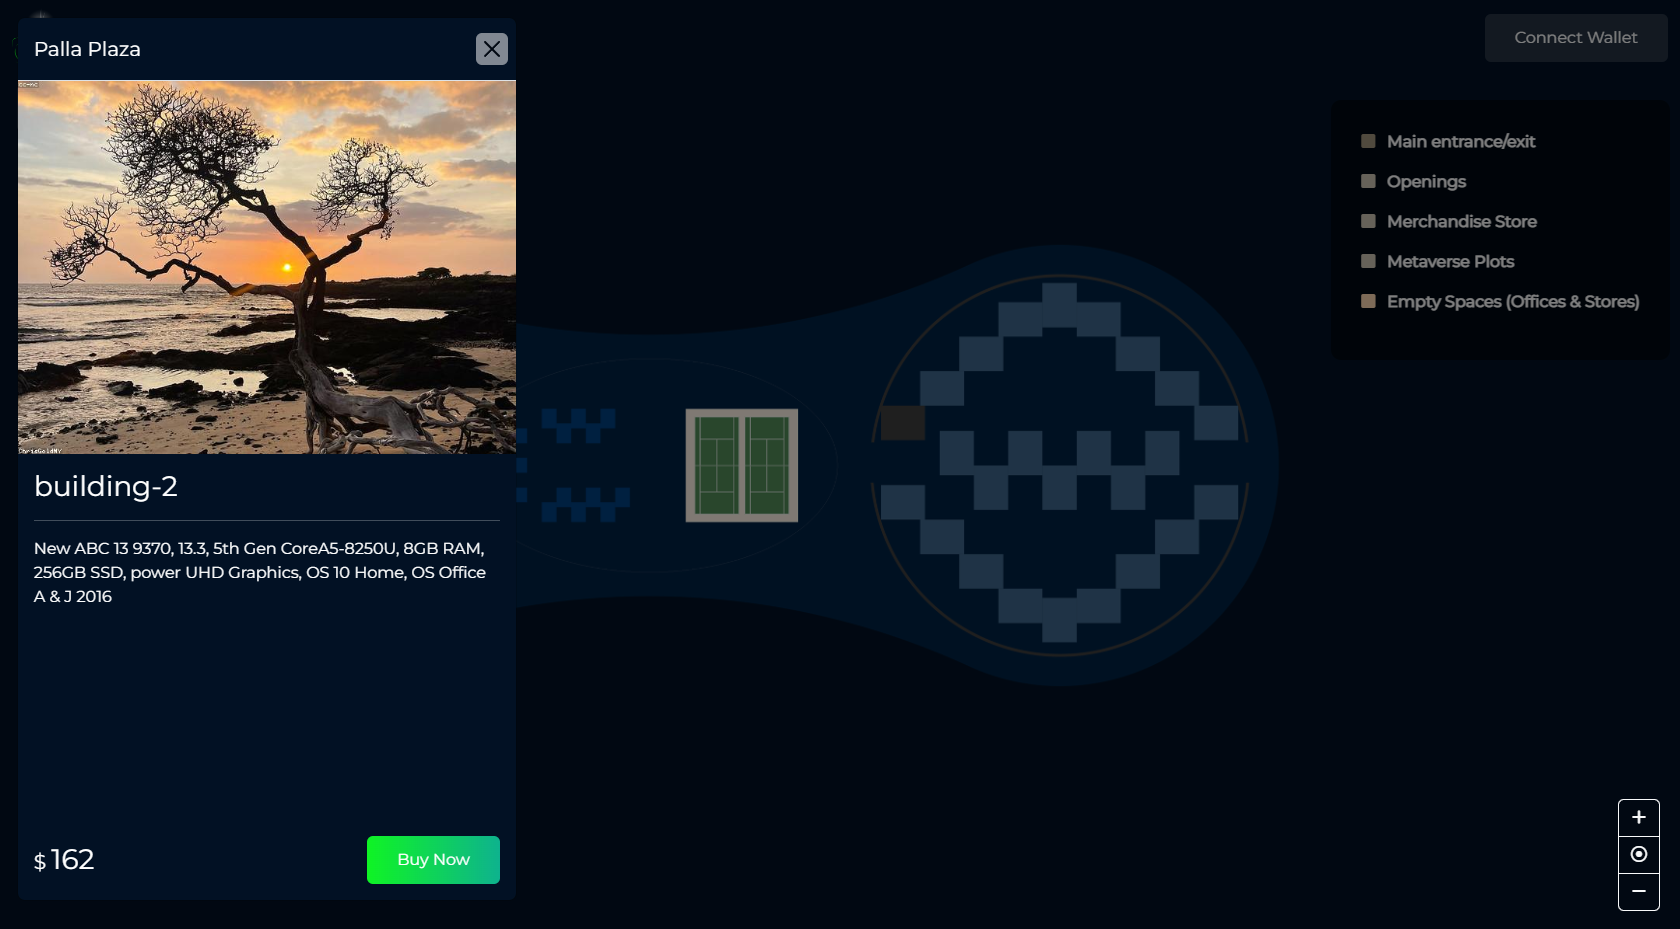 Palla Plaza
Connect Wallet
ChrisGoldNY
building-2
New ABC 13 9370, 13.3, 5th Gen CoreA5-8250U, 8GB RAM,
256GB SSD, power UHD Graphics, OS 10 Home, OS Office
A & J 2016
$ 162
Buy Now
Main entrance/exit
Openings
Merchandise Store
Metaverse Plots
Empty Spaces (Offices & Stores)
+
−